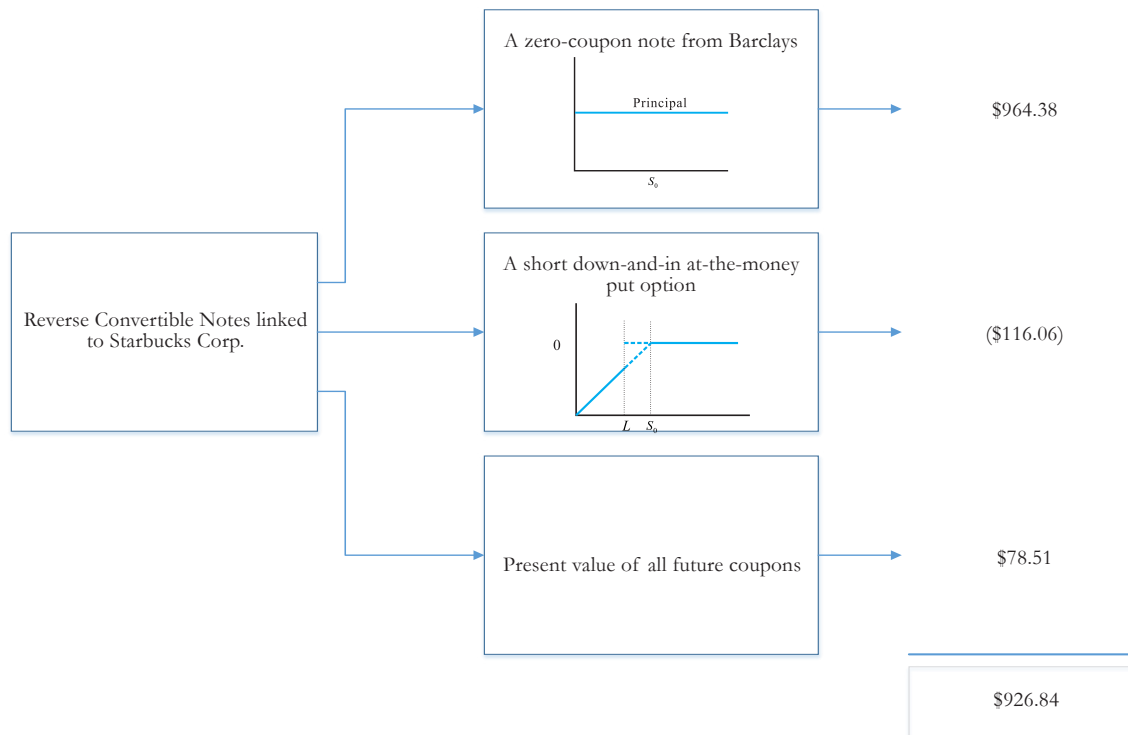 A zero-coupon note from Barclays
Principal
S₀
$964.38
Reverse Convertible Notes linked
to Starbucks Corp.
A short down-and-in at-the-money
put option
0
L S₀
($116.06)
Present value of all future coupons
$78.51
$926.84